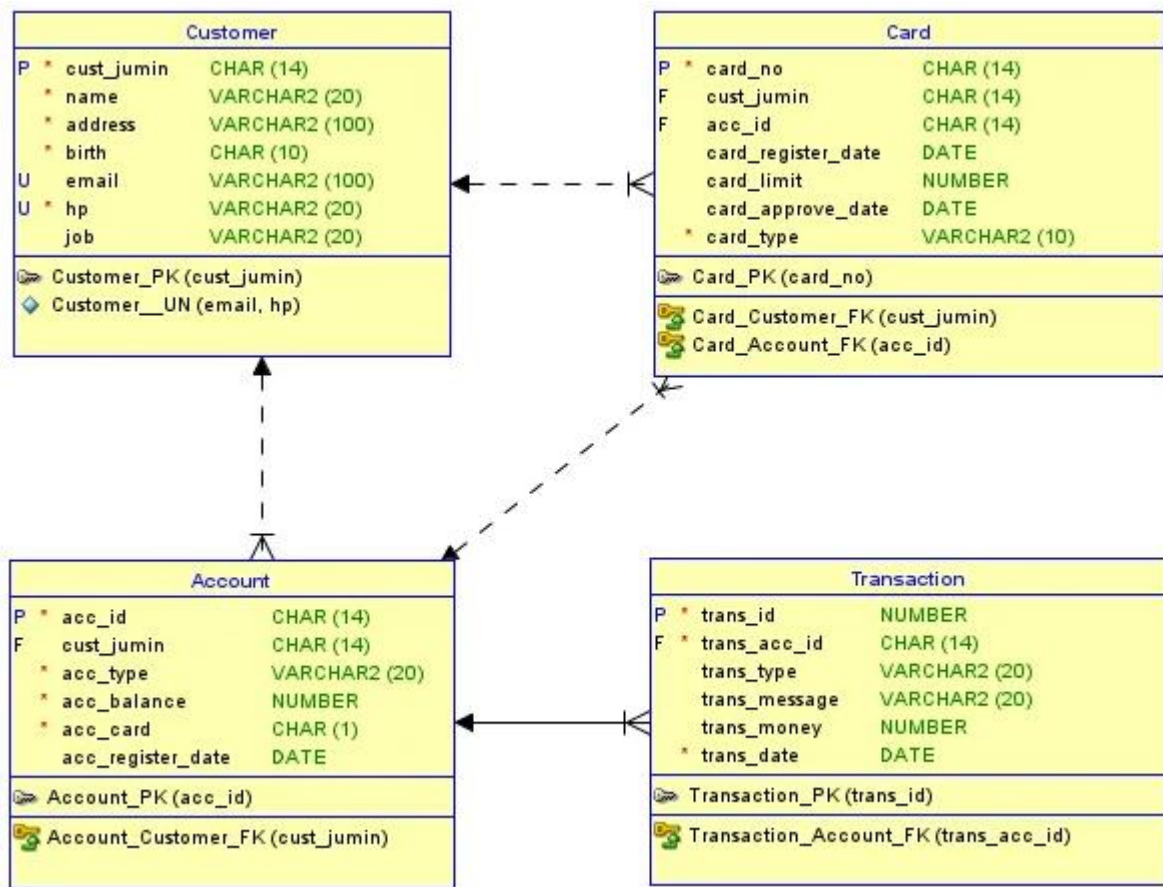 Customer
P * cust_jumin CHAR (14)
* name VARCHAR2 (20)
* address VARCHAR2 (100)
* birth CHAR (10)
U email VARCHAR2 (100)
U * hp VARCHAR2 (20)
job VARCHAR2 (20)
Customer_PK (cust_jumin)
Customer__UN (email, hp)
Card
P * card_no CHAR (14)
F cust_jumin CHAR (14)
F acc_id CHAR (14)
card_register_date DATE
card_limit NUMBER
card_approve_date DATE
* card_type VARCHAR2 (10)
Card_PK (card_no)
Card_Customer_FK (cust_jumin)
Card_Account_FK (acc_id)
Account
P * acc_id CHAR (14)
F cust_jumin CHAR (14)
* acc_type VARCHAR2 (20)
* acc_balance NUMBER
* acc_card CHAR (1)
acc_register_date DATE
Account_PK (acc_id)
Account_Customer_FK (cust_jumin)
Transaction
P * trans_id NUMBER
F * trans_acc_id CHAR (14)
trans_type VARCHAR2 (20)
trans_message VARCHAR2 (20)
trans_money NUMBER
* trans_date DATE
Transaction_PK (trans_id)
Transaction_Account_FK (trans_acc_id)